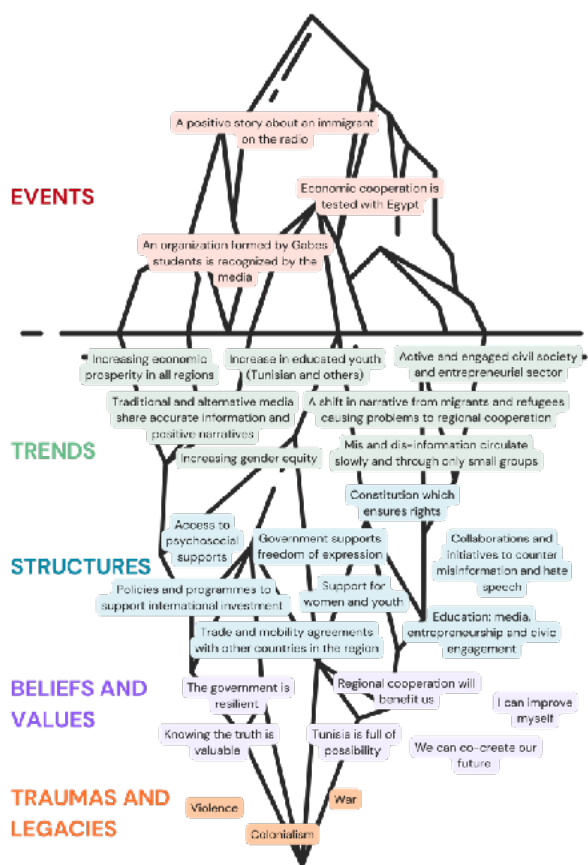 A positive story about an immigrant
on the radio
EVENTS
Economic cooperation is
tested with Egypt
An organization formed by Gabes
students is recognized by the
media
Increasing economic
prosperity in all regions
Increase in educated youth
(Tunisian and others)
Active and engaged civil society
and entrepreneurial sector
Traditional and alternative media
share accurate information and
positive narratives
A shift in narrative from migrants and refugees
causing problems to regional cooperation
TRENDS
Increasing gender equity
Mis and dis-information circulate
slowly and through only small groups
Constitution which
ensures rights
Access to
psychosocial
supports
Government supports
freedom of expression
Collaborations and
initiatives to counter
misinformation and hate
speech
STRUCTURES
Policies and programmes to
support international investment
Support for
women and youth
Trade and mobility agreements
with other countries in the region
Education: media,
entrepreneurship and civic
engagement
BELIEFS AND
VALUES
The government is
resilient
Regional cooperation will
benefit us
I can improve
myself
Knowing the truth is
valuable
Tunisia is full of
possibility
We can co-create our
future
TRAUMAS AND
LEGACIES
Violence
War
Colonialism